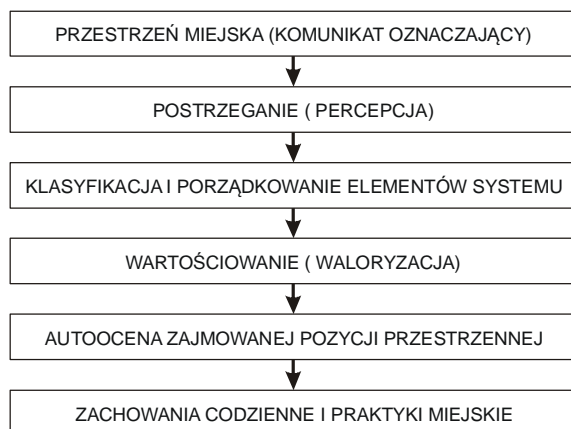 PRZESTRZEŃ MIEJSKA (KOMUNIKAT OZNACZAJĄCY)
POSTRZEGANIE ( PERCEPCJA)
KLASYFIKACJA I PORZĄDKOWANIE ELEMENTÓW SYSTEMU
WARTOŚCIOWANIE ( WALORYZACJA)
AUTOOCENA ZAJMOWANEJ POZYCJI PRZESTRZENNEJ
ZACHOWANIA CODZIENNE I PRAKTYKI MIEJSKIE